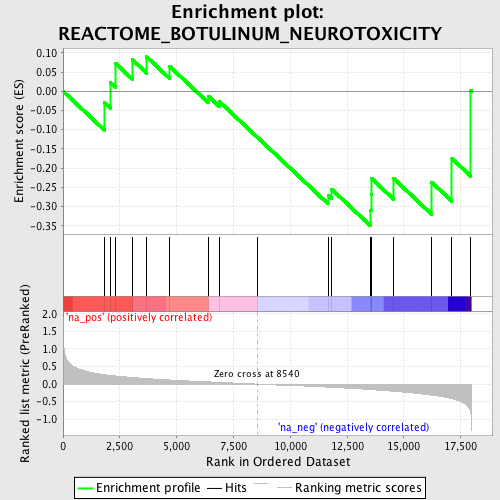 Enrichment plot:
REACTOME_BOTULINUM_NEUROTOXICITY
Enrichment score (ES)
0.10
0.05
0.00
-0.05
-0.10
-0.15
-0.20
-0.25
-0.30
-0.35
'na_pos' (positively correlated)
Ranked list metric (PreRanked)
2.0
1.5
1.0
0.5
0.0
-0.5
-1.0
Zero cross at 8540
'na_neg' (negatively correlated)
0 2,500 5,000 7,500 10,000 12,500 15,000 17,500
Rank in Ordered Dataset
Enrichment profile Hits Ranking metric scores